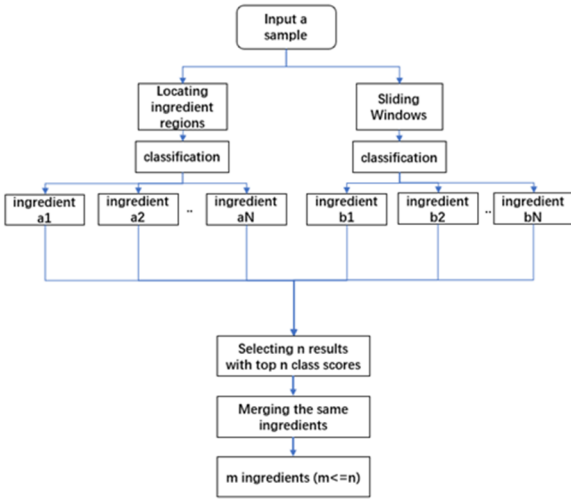 Input a
sample
Locating
ingredient
regions
Sliding
Windows
classification
classification
ingredient
a1
ingredient
a2
..
ingredient
aN
ingredient
b1
ingredient
b2
..
ingredient
bN
Selecting n results
with top n class scores
Merging the same
ingredients
m ingredients (m<=n)